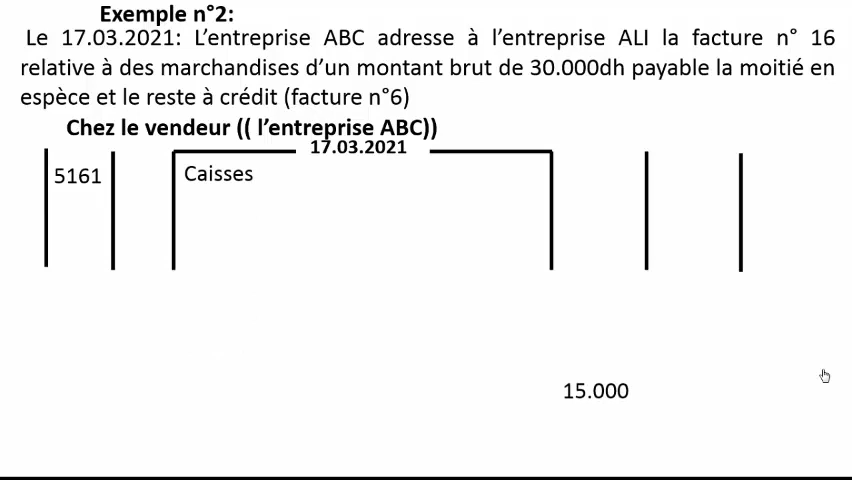 Exemple n°2:
Le 17.03.2021: L’entreprise ABC adresse à l’entreprise ALI la facture n° 16
relative à des marchandises d’un montant brut de 30.000dh payable la moitié en
espèce et le reste à crédit (facture n°6)
Chez le vendeur (( l’entreprise ABC))
17.03.2021
5161 Caisses
15.000